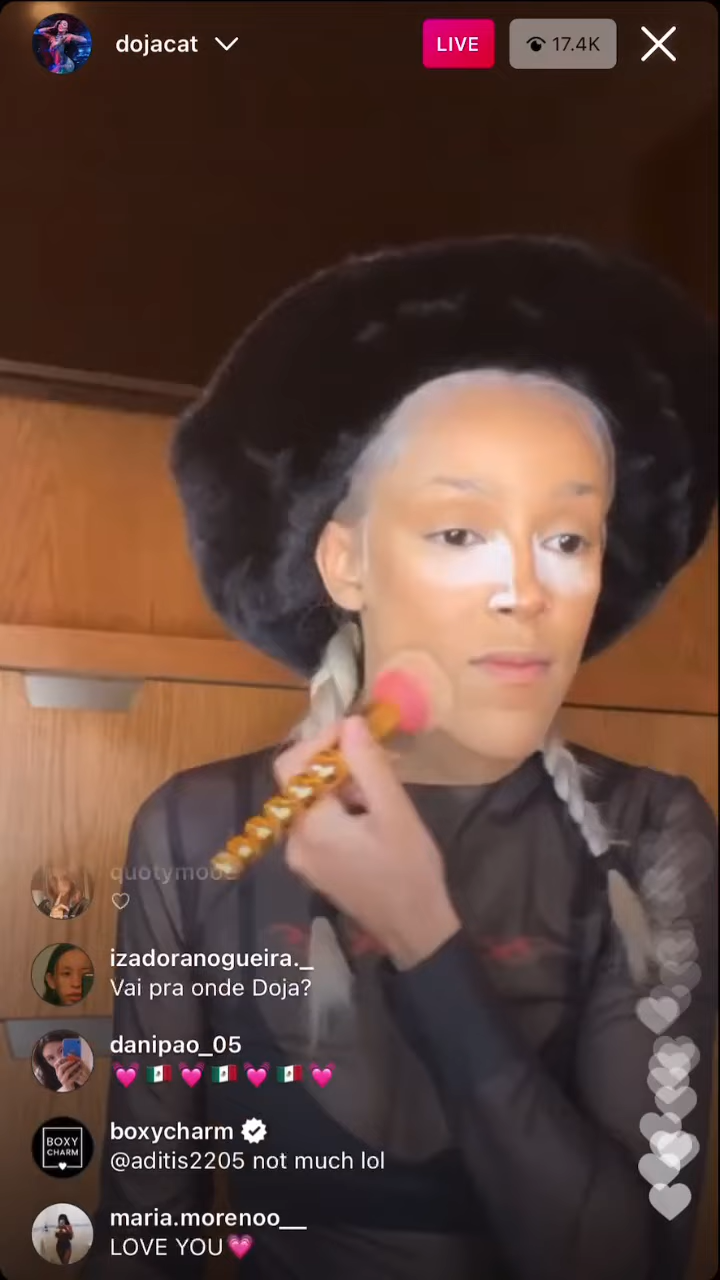 dojacat
LIVE
17.4K
izadoranogueira._
Vai pra onde Doja?
danipao_05
💓🇲🇽💓🇲🇽💓🇲🇽💓
BOXY
CHARM
boxycharm
@aditis2205 not much lol
maria.morenoo__
LOVE YOU💓